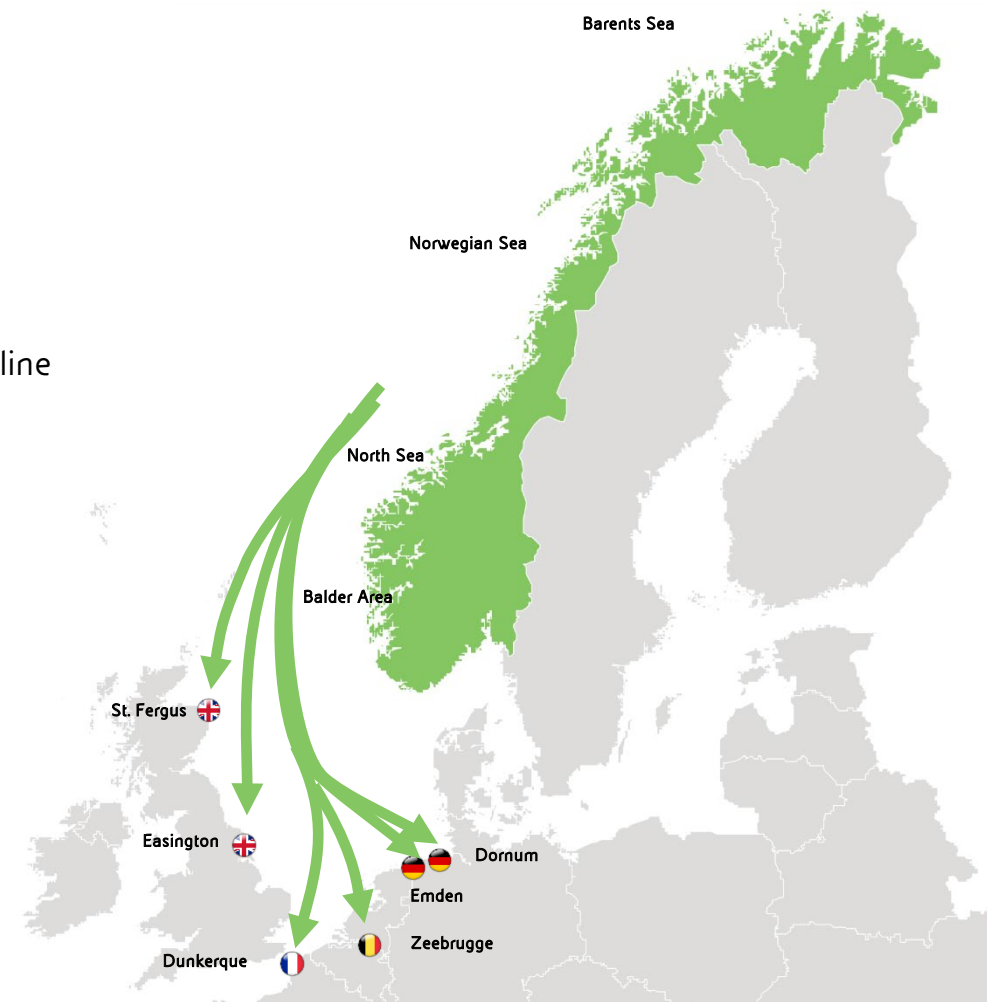 Barents Sea
Norwegian Sea
line
North Sea
Balder Area
St. Fergus
Easington
Dornum
Emden
Zeebrugge
Dunkerque